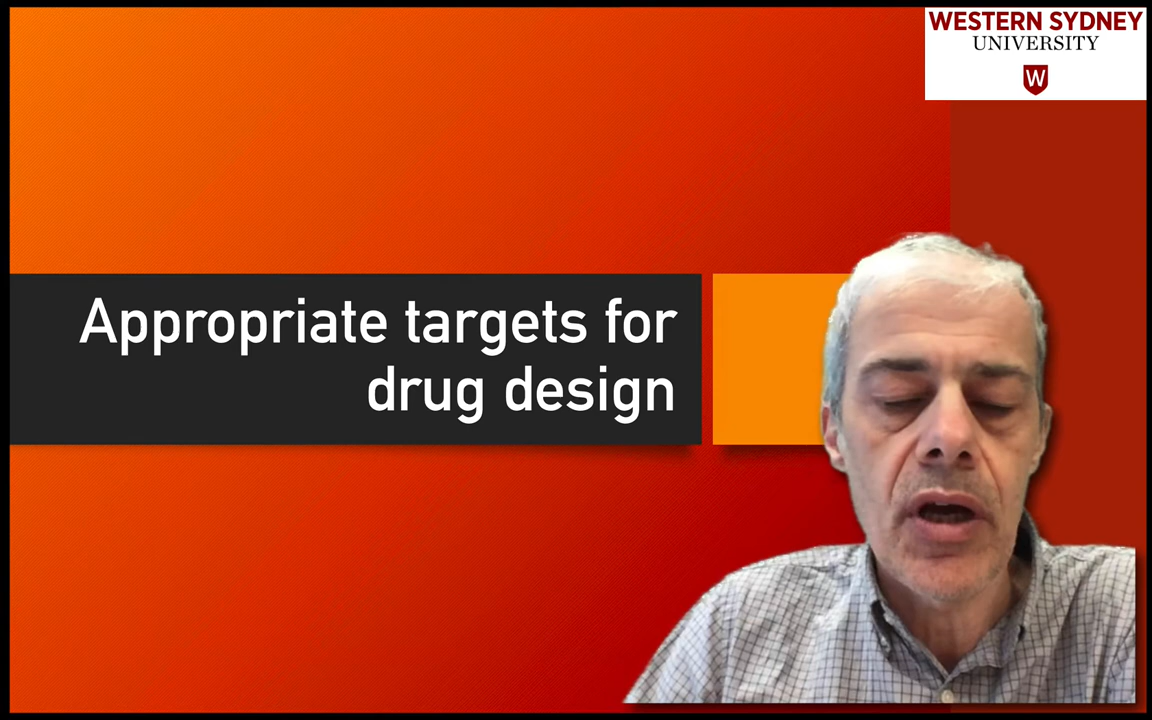 WESTERN SYDNEY
UNIVERSITY
W
Appropriate targets for
drug design